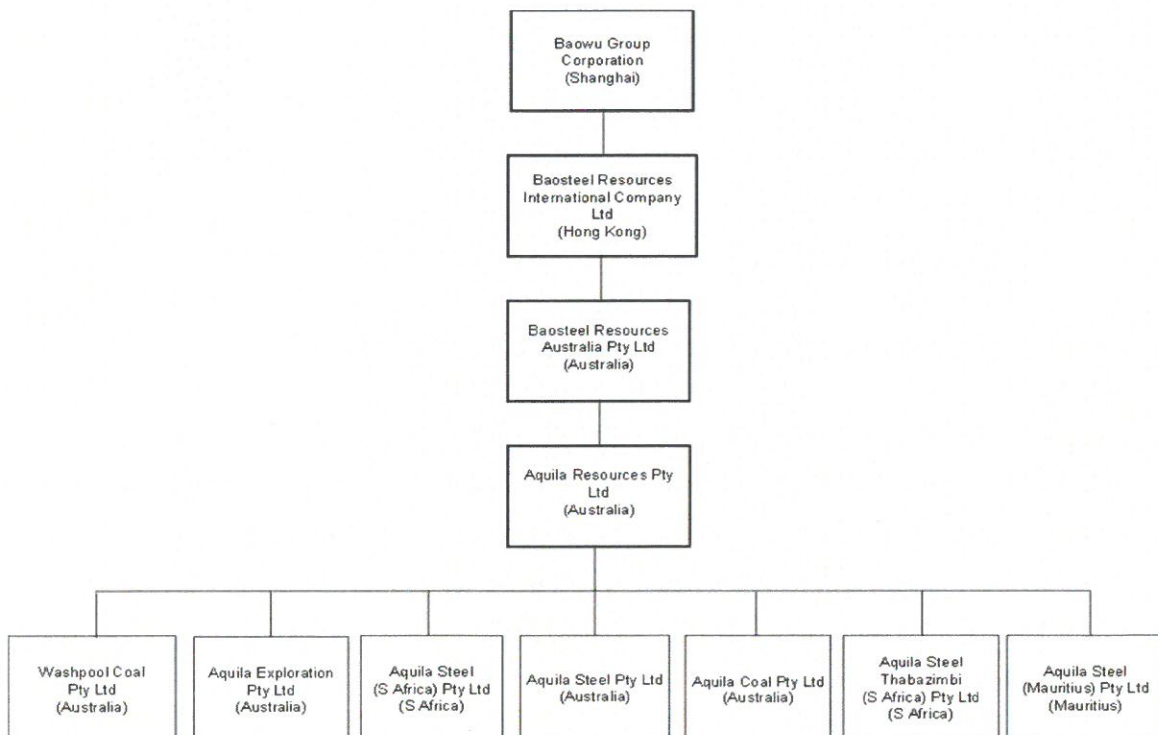 Baowu Group
Corporation
(Shanghai)
Baosteel Resources
International Company
Ltd
(Hong Kong)
Baosteel Resources
Australia Pty Ltd
(Australia)
Aquila Resources Pty
Ltd
(Australia)
Washpool Coal
Pty Ltd
(Australia)
Aquila Exploration
Pty Ltd
(Australia)
Aquila Steel
(S Africa) Pty Ltd
(S Africa)
Aquila Steel Pty Ltd
(Australia)
Aquila Coal Pty Ltd
(Australia)
Aquila Steel
Thabazimbi
(S Africa) Pty Ltd
(S Africa)
Aquila Steel
(Mauritius) Pty Ltd
(Mauritius)